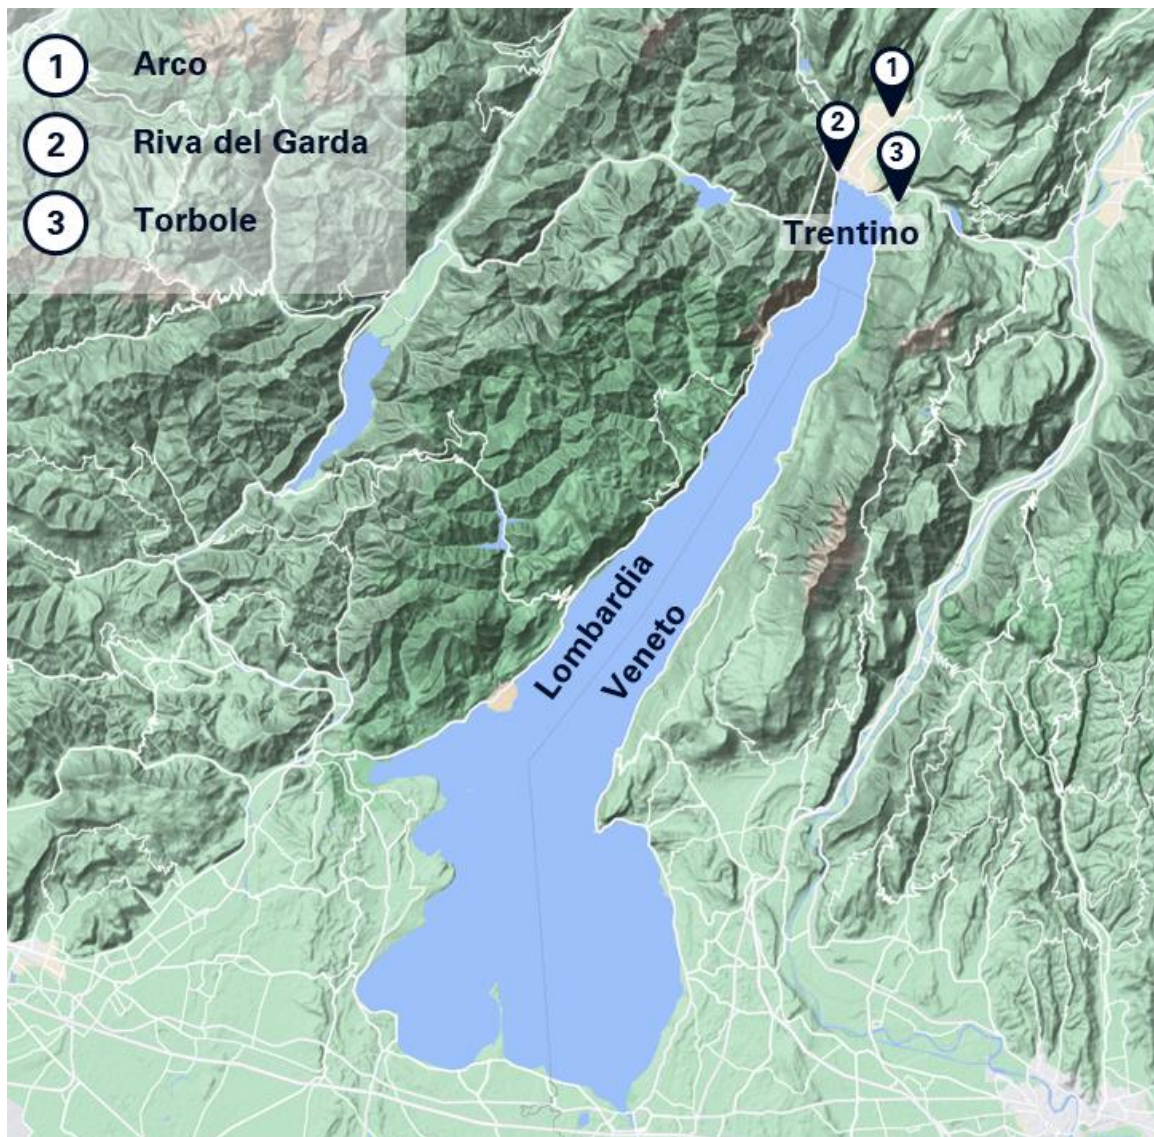 1 Arco
2 Riva del Garda
3 Torbole
1
2
3
Trentino
Lombardia
Veneto